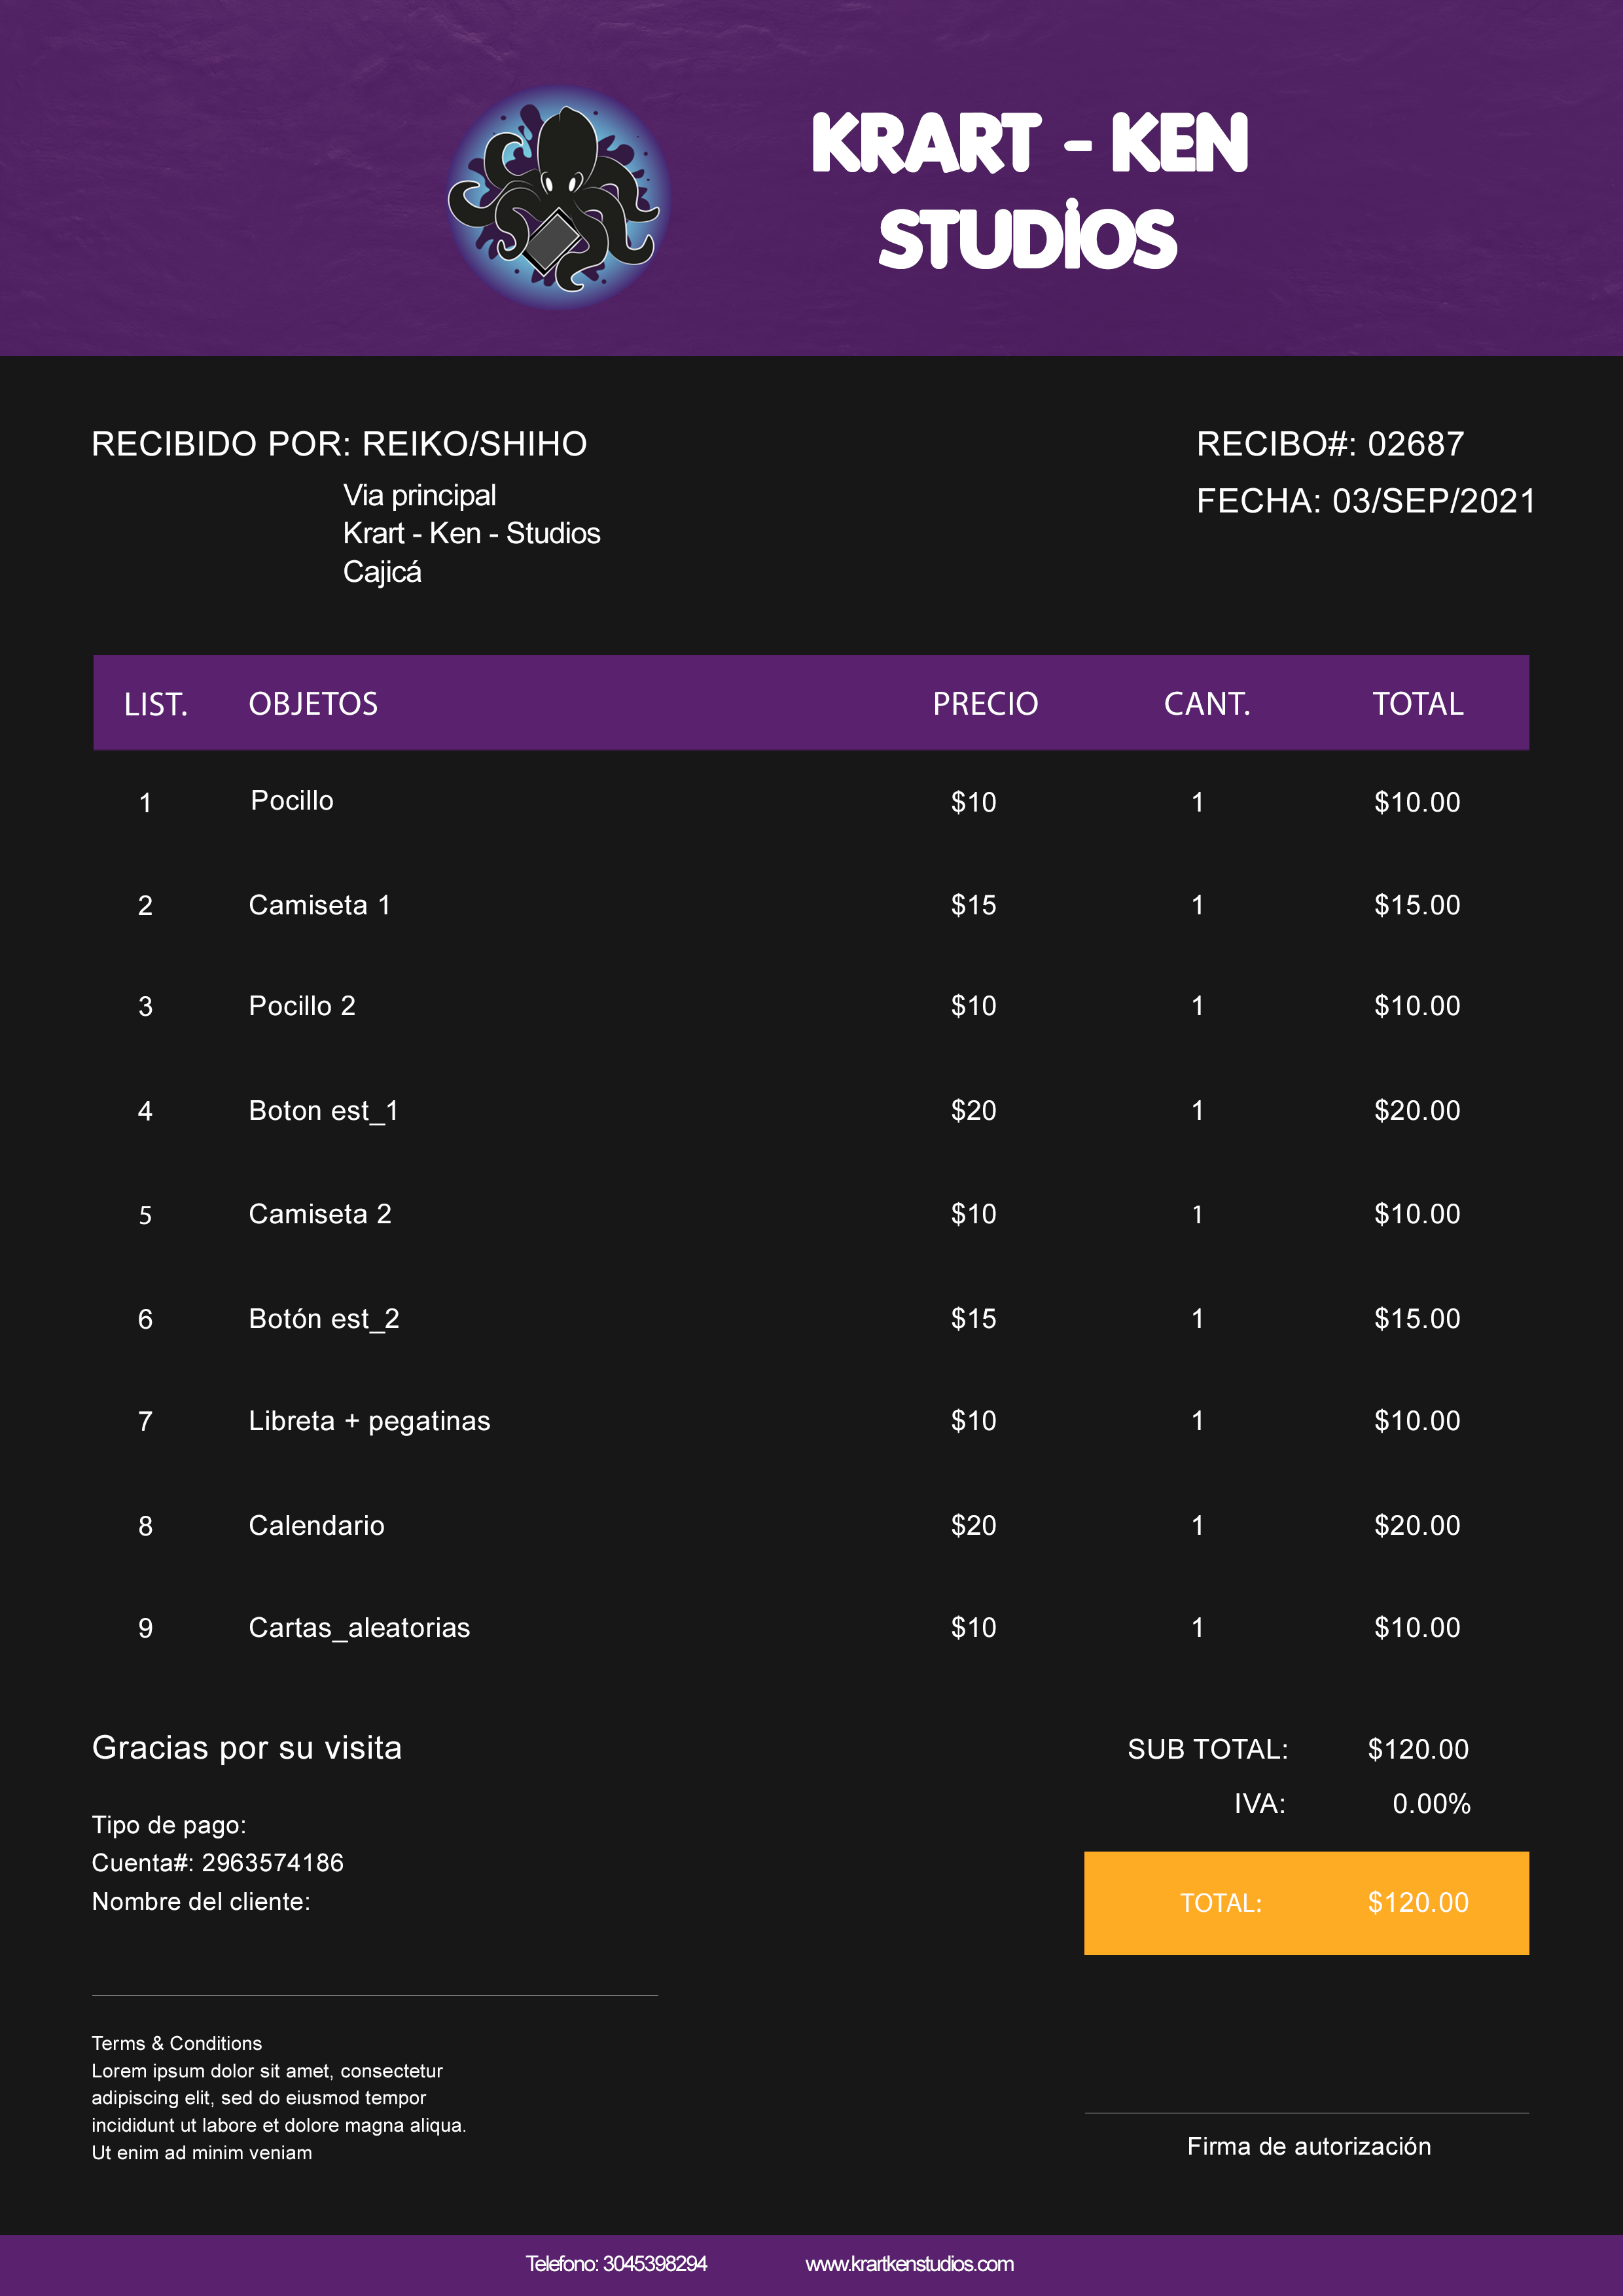 KRART - KEN
STUDIOS
RECIBIDO POR: REIKO/SHIHO
Via principal
Krart - Ken - Studios
Cajicá
RECIBO#: 02687
FECHA: 03/SEP/2021
LIST. OBJETOS PRECIO CANT. TOTAL
1 Pocillo $10 1 $10.00
2 Camiseta 1 $15 1 $15.00
3 Pocillo 2 $10 1 $10.00
4 Boton est_1 $20 1 $20.00
5 Camiseta 2 $10 1 $10.00
6 Botón est_2 $15 1 $15.00
7 Libreta + pegatinas $10 1 $10.00
8 Calendario $20 1 $20.00
9 Cartas_aleatorias $10 1 $10.00
Gracias por su visita
Tipo de pago:
Cuenta#: 2963574186
Nombre del cliente:
SUB TOTAL: $120.00
IVA: 0.00%
TOTAL: $120.00
Terms & Conditions
Lorem ipsum dolor sit amet, consectetur
adipiscing elit, sed do eiusmod tempor
incididunt ut labore et dolore magna aliqua.
Ut enim ad minim veniam
Firma de autorización
Telefono: 3045398294 www.krartkenstudios.com